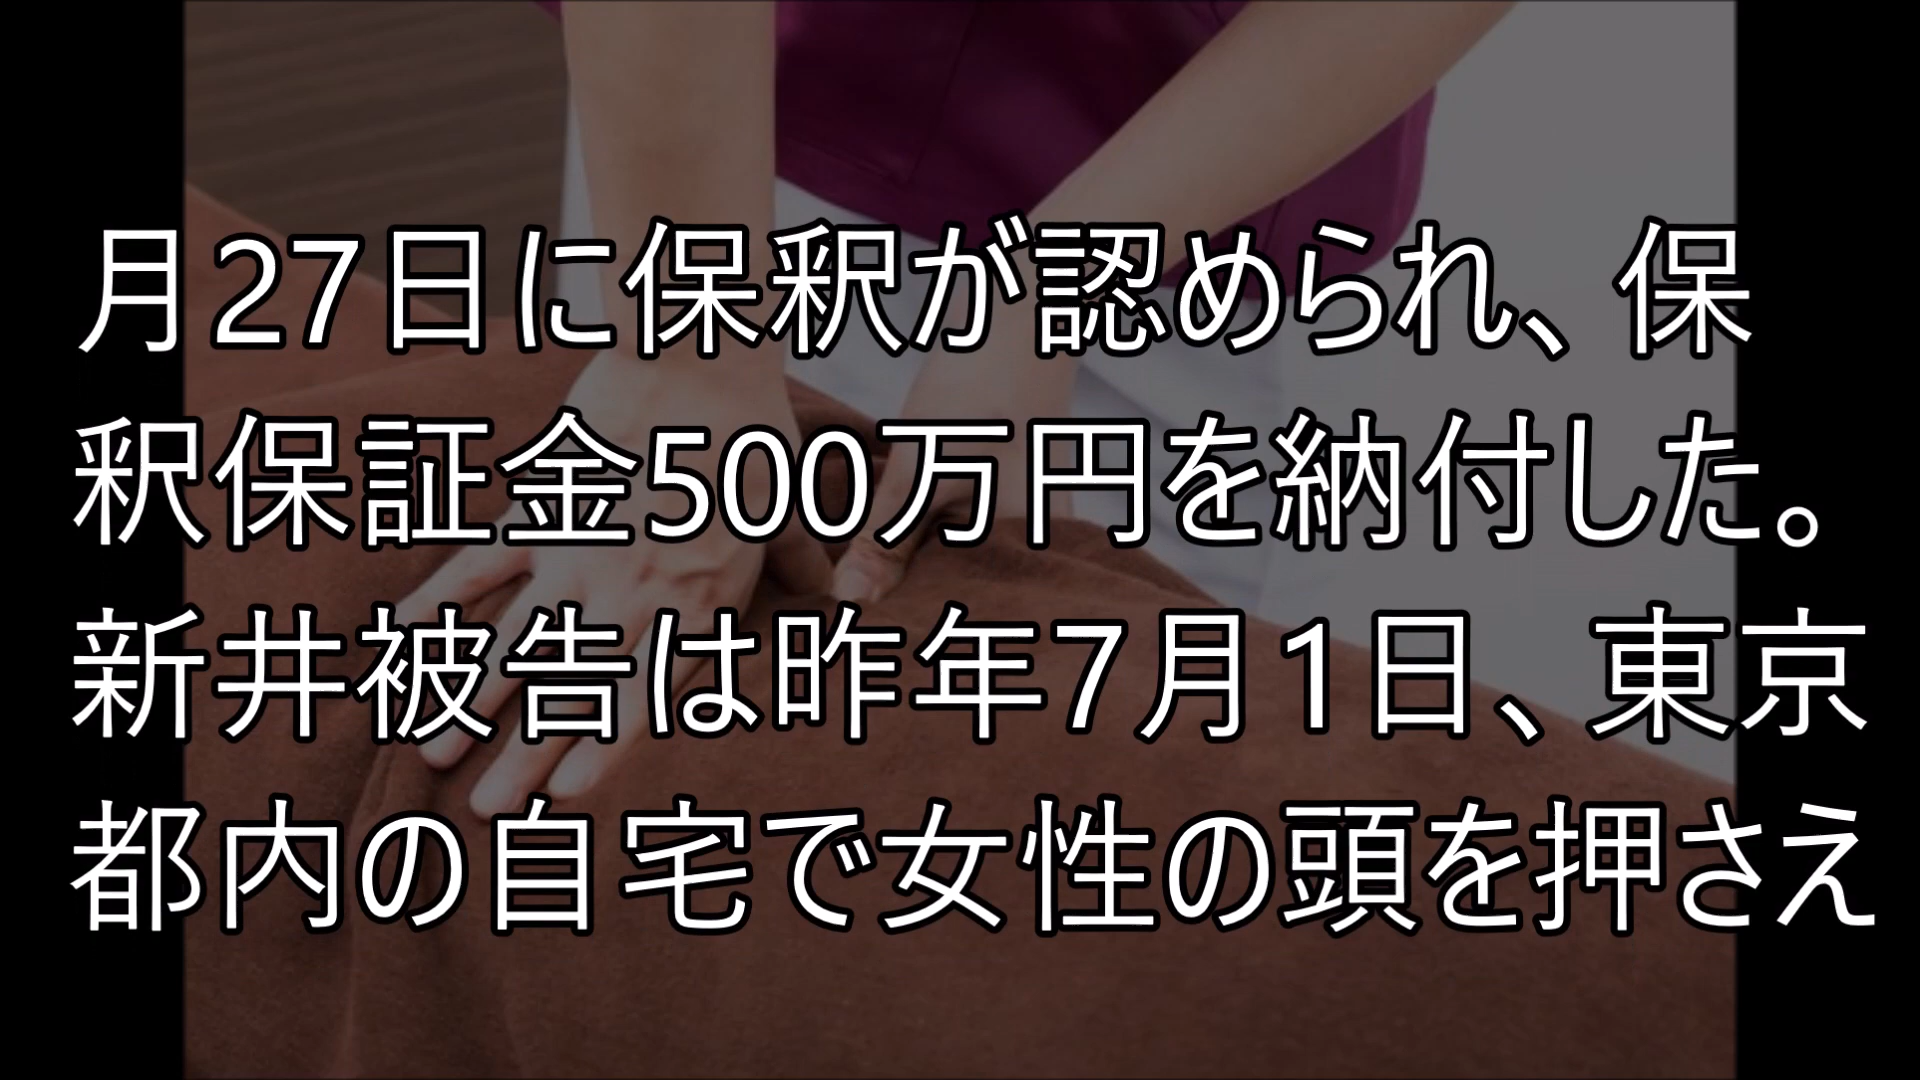 月27日に保釈が認められ、保
釈保証金500万円を納付した。
新井被告は昨年7月1日、東京
都内の自宅で女性の頭を押さえ